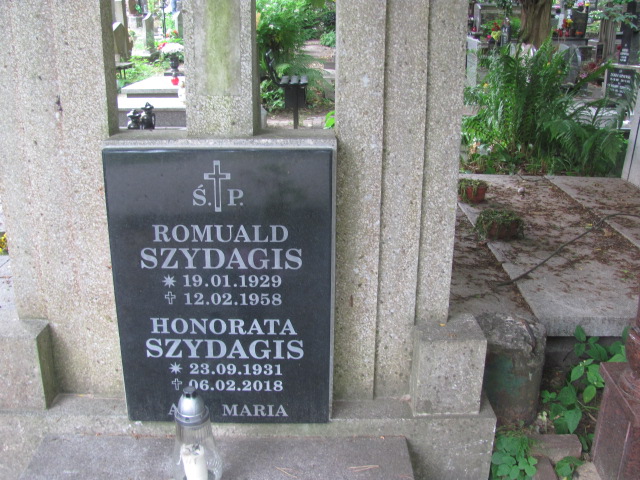 Ś. P.
ROMUALD
SZYDAGIS
19.01.1929
12.02.1958
HONORATA
SZYDAGIS
23.09.1931
06.02.2018
MARIA